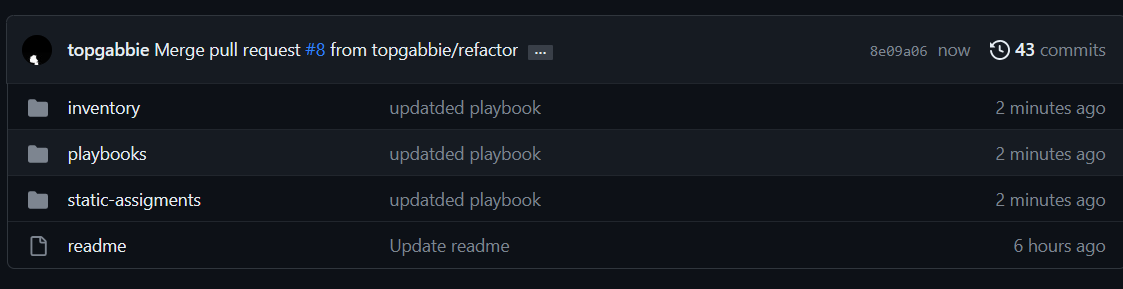 topgabbie Merge pull request #8 from topgabbie/refactor ... 8e09a06 now 43 commits
inventory updatded playbook 2 minutes ago
playbooks updatded playbook 2 minutes ago
static-assigments updatded playbook 2 minutes ago
readme Update readme 6 hours ago